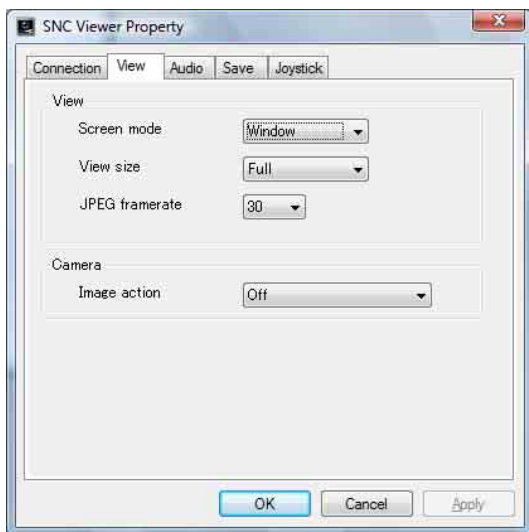 SNC Viewer Property
Connection View Audio Save Joystick
View
Screen mode Window
View size Full
JPEG framerate 30
Camera
Image action Off
OK Cancel Apply